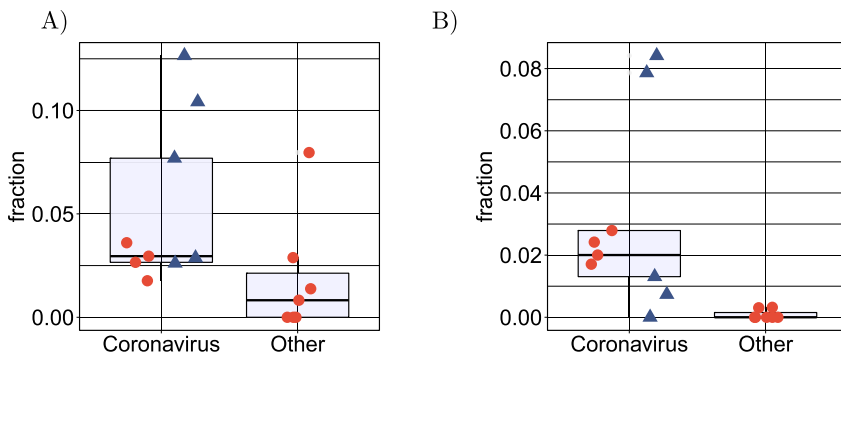 A)
fraction
0.10
0.05
0.00
Coronavirus Other
B)
fraction
0.08
0.06
0.04
0.02
0.00
Coronavirus Other